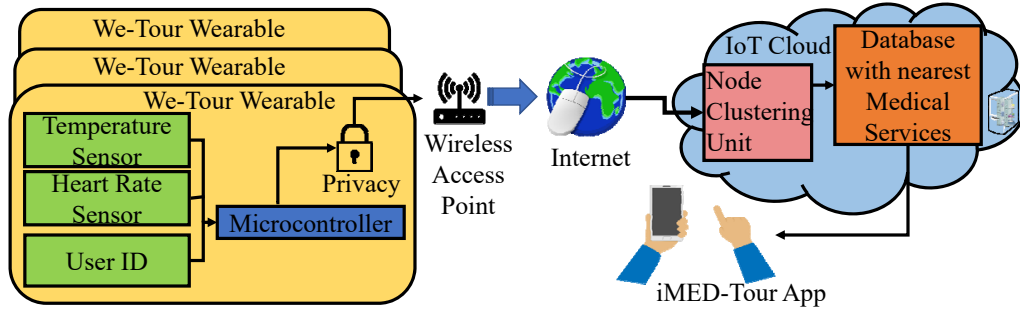 We-Tour Wearable
We-Tour Wearable
We-Tour Wearable
Temperature
Sensor
Heart Rate
Sensor
User ID
Microcontroller
Privacy
Wireless
Access
Point
Internet
IoT Cloud
Node
Clustering
Unit
Database
with nearest
Medical
Services
iMED-Tour App